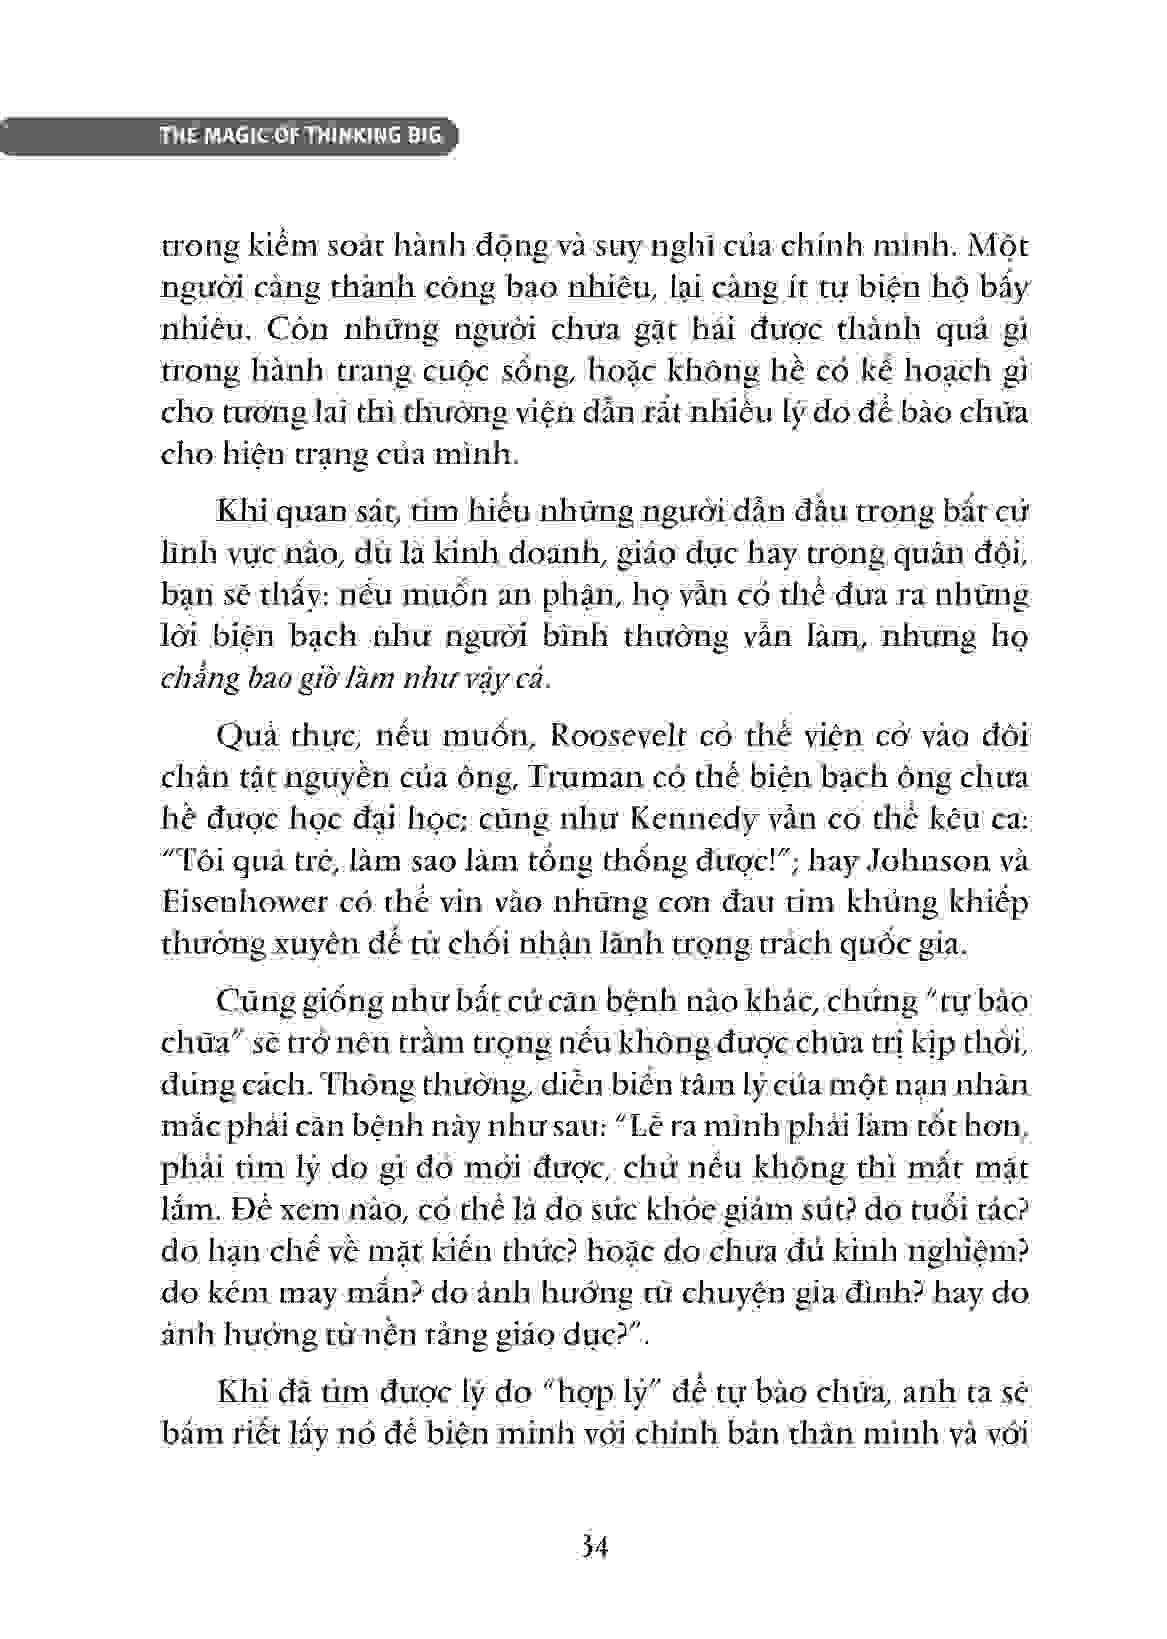 THE MAGIC OF THINKING BIG
trong kiểm soát hành động và suy nghĩ của chính mình. Một
người càng thành công bao nhiêu, lại càng ít tự biện hộ bấy
nhiêu. Còn những người chưa gặt hái được thành quả gì
trong hành trang cuộc sống, hoặc không hề có kế hoạch gì
cho tương lai thì thường viện dẫn rất nhiều lý do để bào chữa
cho hiện trạng của mình.
Khi quan sát, tìm hiểu những người dẫn đầu trong bất cứ
lĩnh vực nào, dù là kinh doanh, giáo dục hay trong quân đội,
bạn sẽ thấy: nếu muốn an phận, họ vẫn có thể đưa ra những
lời biện bạch như người bình thường vẫn làm, nhưng họ
chẳng bao giờ làm như vậy cả.
Quả thực, nếu muốn, Roosevelt có thể viện cớ vào đôi
chân tật nguyền của ông, Truman có thể biện bạch ông chưa
hề được học đại học; cũng như Kennedy vẫn có thể kêu ca:
“Tôi quá trẻ, làm sao làm tổng thống được!”; hay Johnson và
Eisenhower có thể vin vào những cơn đau tim khủng khiếp
thường xuyên để từ chối nhận lãnh trọng trách quốc gia.
Cũng giống như bất cứ căn bệnh nào khác, chứng “tự bào
chữa” sẽ trở nên trầm trọng nếu không được chữa trị kịp thời,
đúng cách. Thông thường, diễn biến tâm lý của một nạn nhân
mắc phải căn bệnh này như sau: “Lẽ ra mình phải làm tốt hơn,
phải tìm lý do gì đó mới được, chứ nếu không thì mất mặt
lắm. Để xem nào, có thể là do sức khỏe giảm sút? do tuổi tác?
do hạn chế về mặt kiến thức? hoặc do chưa đủ kinh nghiệm?
do kém may mắn? do ảnh hưởng từ chuyện gia đình? hay do
ảnh hưởng từ nền tảng giáo dục?”.
Khi đã tìm được lý do “hợp lý” để tự bào chữa, anh ta sẽ
bám riết lấy nó để biện minh với chính bản thân mình và với
34